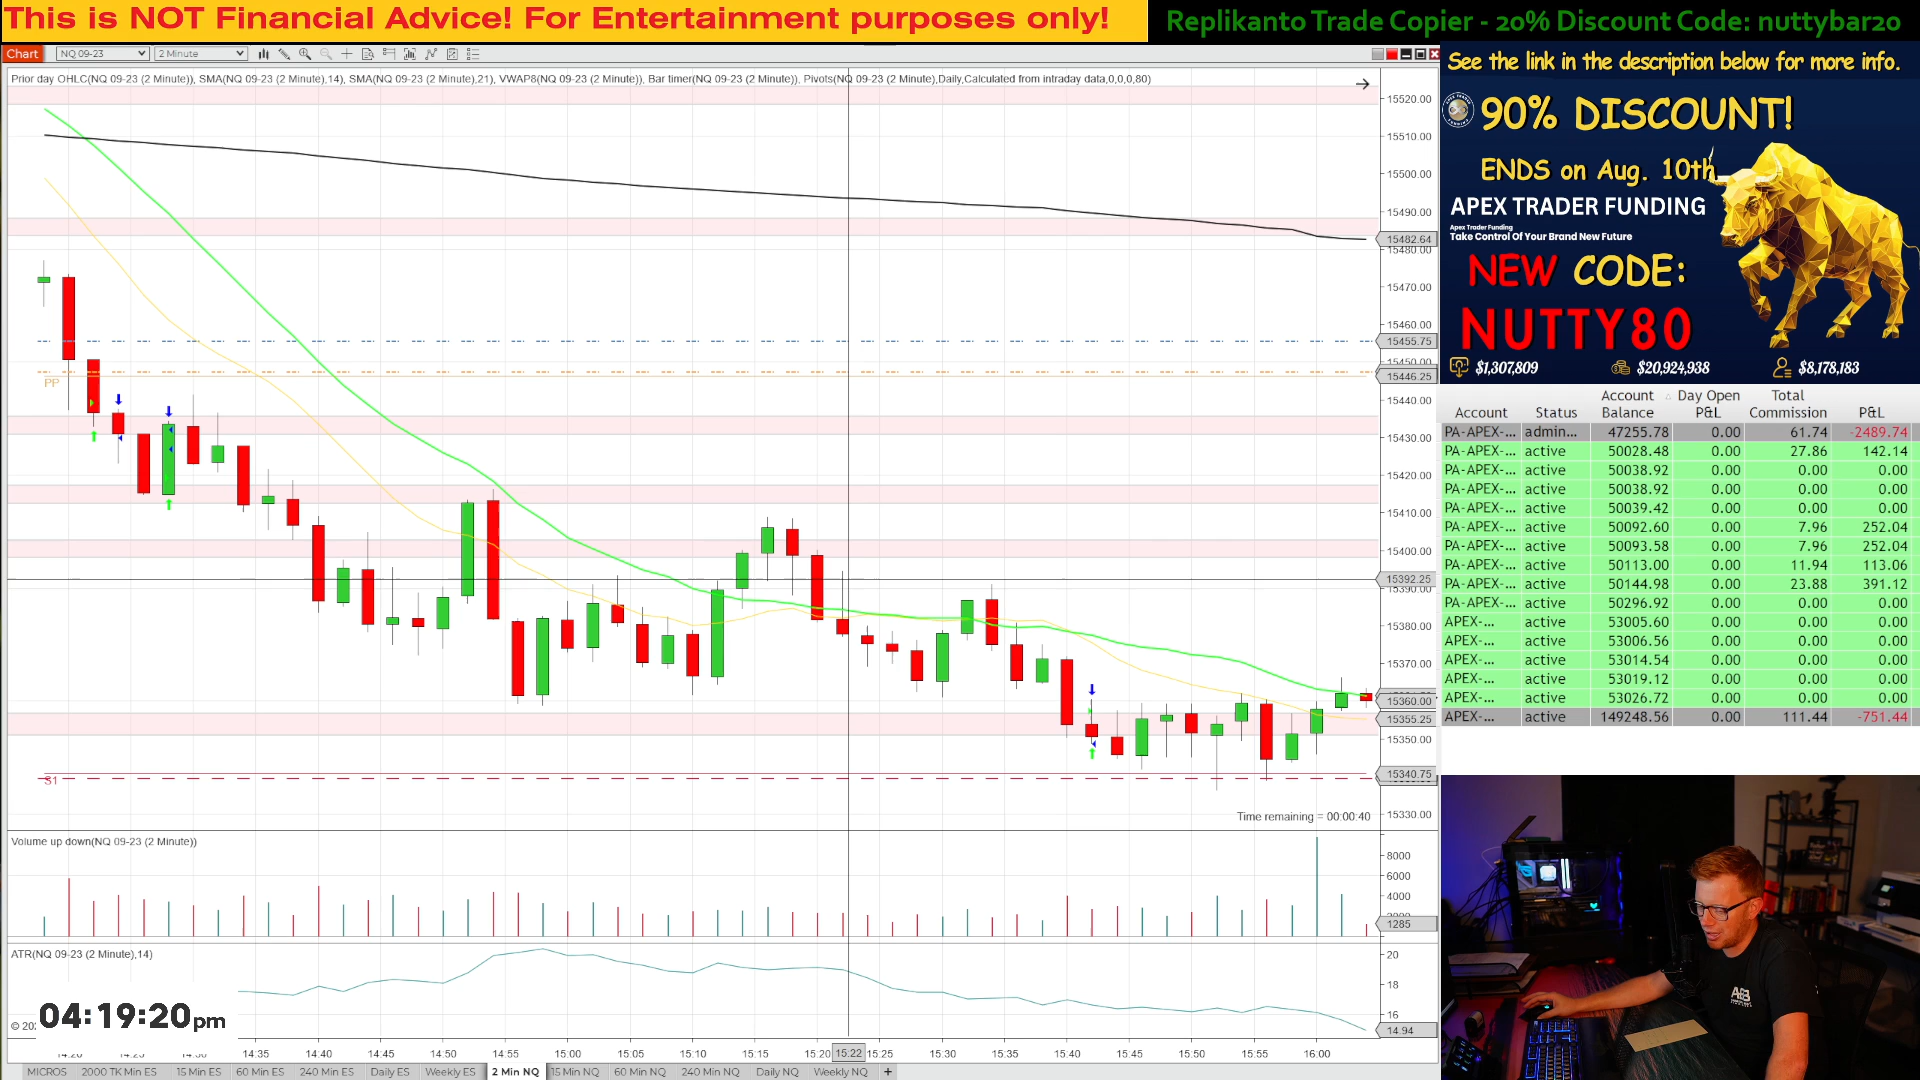 This is NOT Financial Advice! For Entertainment purposes only!
Replikanto Trade Copier - 20% Discount Code: nuttybar20
Chart
NQ 09-23
2 Minute
See the link in the description below for more info.
Prior day OHLC(NQ 09-23 (2 Minute)), SMA(NQ 09-23 (2 Minute),14), SMA(NQ 09-23 (2 Minute),21), VWAP8(NQ 09-23 (2 Minute)), Bar timer(NQ 09-23 (2 Minute)), Pivots(NQ 09-23 (2 Minute),Daily,Calculated from intraday data,0,0,0,80)
15520.00
15510.00
15500.00
15490.00
15482.64
15480.00
15470.00
15460.00
15455.75
15450.00
15446.25
15440.00
15430.00
15420.00
15410.00
15400.00
15392.25
15390.00
15380.00
15370.00
15360.00
15355.25
15350.00
15340.75
15330.00
PP
S1
Time remaining = 00:00:40
Volume up down(NQ 09-23 (2 Minute))
8000
6000
4000
1285
ATR(NQ 09-23 (2 Minute),14)
20
18
16
14.94
04:19:20pm
14:35 14:40 14:45 14:50 14:55 15:00 15:05 15:10 15:15 15:20 15:22 15:25 15:30 15:35 15:40 15:45 15:50 15:55 16:00
MICROS 2000 TK Min ES 15 Min ES 60 Min ES 240 Min ES Daily ES Weekly ES 2 Min NQ 15 Min NQ 60 Min NQ 240 Min NQ Daily NQ Weekly NQ +
90% DISCOUNT!
ENDS on Aug. 10th
APEX TRADER FUNDING
Apex Trader Funding
Take Control Of Your Brand New Future
NEW CODE:
NUTTY80
$1,307,809 $20,924,938 $8,178,183
Account Status Account Balance Day Open P&L Total Commission P&L
PA-APEX-... admin... 47255.78 0.00 61.74 -2489.74
PA-APEX-... active 50028.48 0.00 27.86 142.14
PA-APEX-... active 50038.92 0.00 0.00 0.00
PA-APEX-... active 50038.92 0.00 0.00 0.00
PA-APEX-... active 50039.42 0.00 0.00 0.00
PA-APEX-... active 50092.60 0.00 7.96 252.04
PA-APEX-... active 50093.58 0.00 7.96 252.04
PA-APEX-... active 50113.00 0.00 11.94 113.06
PA-APEX-... active 50144.98 0.00 23.88 391.12
PA-APEX-... active 50296.92 0.00 0.00 0.00
APEX-... active 53005.60 0.00 0.00 0.00
APEX-... active 53006.56 0.00 0.00 0.00
APEX-... active 53014.54 0.00 0.00 0.00
APEX-... active 53019.12 0.00 0.00 0.00
APEX-... active 53026.72 0.00 0.00 0.00
APEX-... active 149248.56 0.00 111.44 -751.44